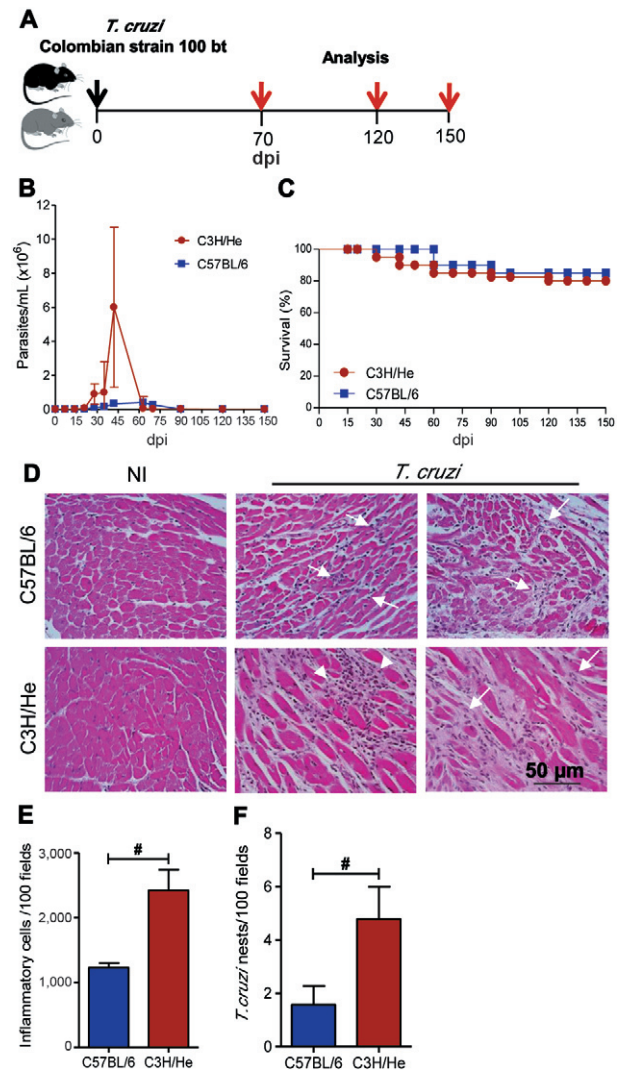 A
T. cruzi
Colombian strain 100 bt
Analysis
0
70
120
150
dpi
B
12
10
8
6
4
2
0
Parasites/mL (x10⁶)
C3H/He
C57BL/6
0 15 30 45 60 75 90 105 120 135 150
dpi
C
100
80
60
40
20
0
Survival (%)
C3H/He
C57BL/6
0 15 30 45 60 75 90 105 120 135 150
dpi
D
NI
T. cruzi
C57BL/6
C3H/He
50 µm
E
3,000
2,000
1,000
0
Inflammatory cells /100 fields
#
C57BL/6 C3H/He
F
8
6
4
2
0
T.cruzi nests/100 fields
#
C57BL/6 C3H/He